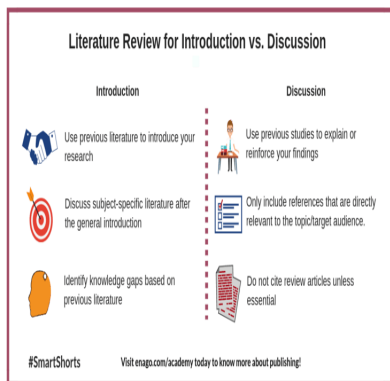 Literature Review for Introduction vs. Discussion
Introduction
Use previous literature to introduce your
research
Discuss subject-specific literature after
the general introduction
Identify knowledge gaps based on
previous literature
Discussion
Use previous studies to explain or
reinforce your findings
Only include references that are directly
relevant to the topic/target audience.
Do not cite review articles unless
essential
#SmartShorts
Visit enago.com/academy today to know more about publishing!